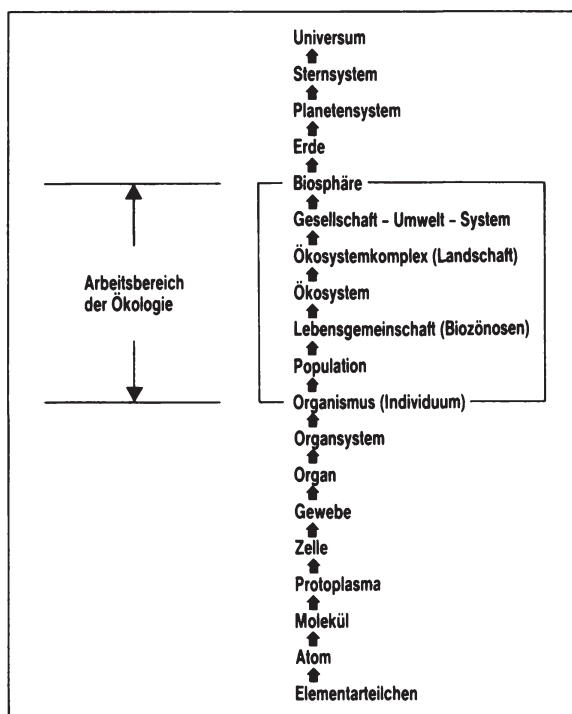 Universum
Sternsystem
Planetensystem
Erde
Biosphäre
Gesellschaft – Umwelt – System
Ökosystemkomplex (Landschaft)
Ökosystem
Lebensgemeinschaft (Biozönosen)
Population
Organismus (Individuum)
Organsystem
Organ
Gewebe
Zelle
Protoplasma
Molekül
Atom
Elementarteilchen
Arbeitsbereich
der Ökologie